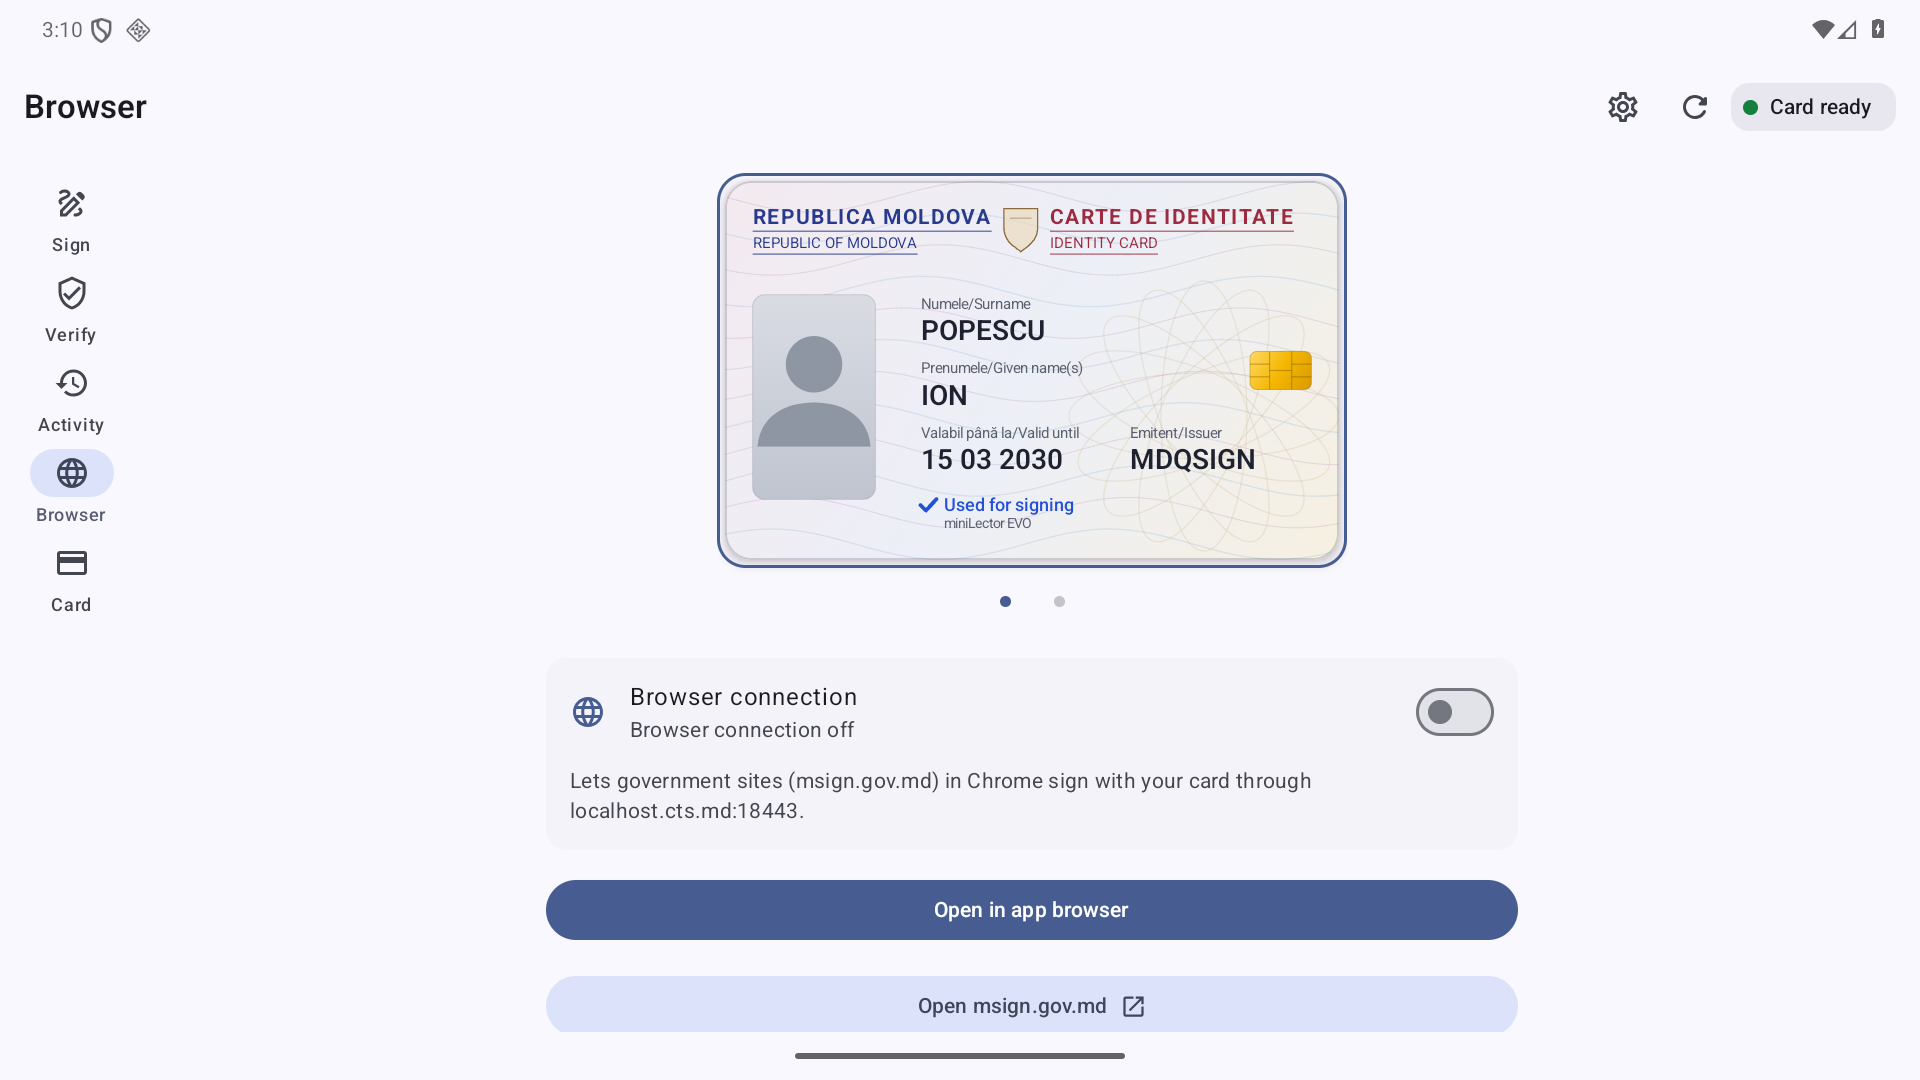 3:10
Browser
Card ready
Sign
Verify
Activity
Browser
Card
REPUBLICA MOLDOVA
REPUBLIC OF MOLDOVA
CARTE DE IDENTITATE
IDENTITY CARD
Numele/Surname
POPESCU
Prenumele/Given name(s)
ION
Valabil până la/Valid until
15 03 2030
Emitent/Issuer
MDQSIGN
Used for signing
miniLector EVO
Browser connection
Browser connection off
Lets government sites (msign.gov.md) in Chrome sign with your card through
localhost.cts.md:18443.
Open in app browser
Open msign.gov.md